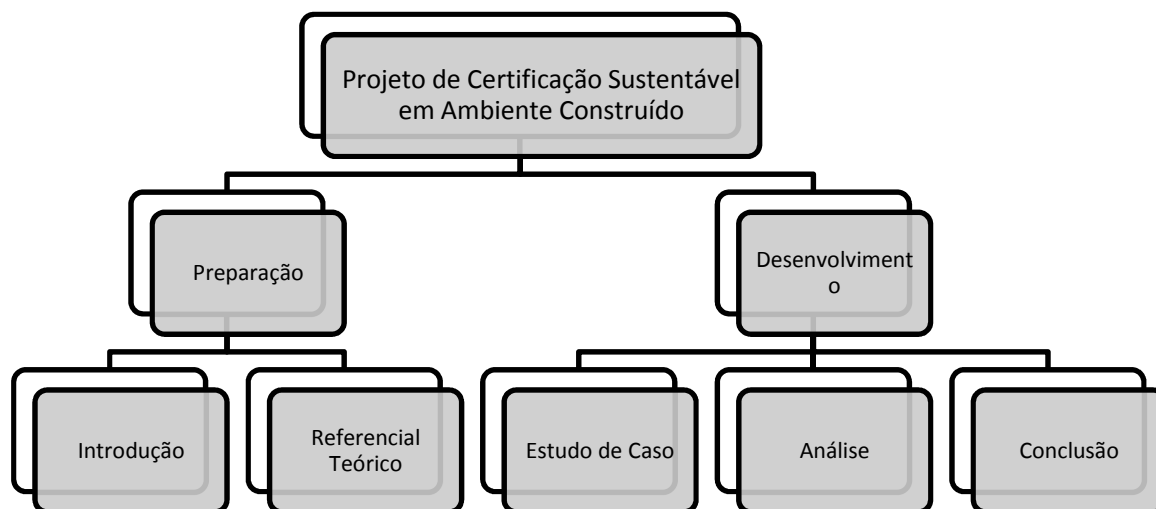 Projeto de Certificação Sustentável
em Ambiente Construído
Preparação
Desenvolviment
o
Introdução
Referencial
Teórico
Estudo de Caso
Análise
Conclusão